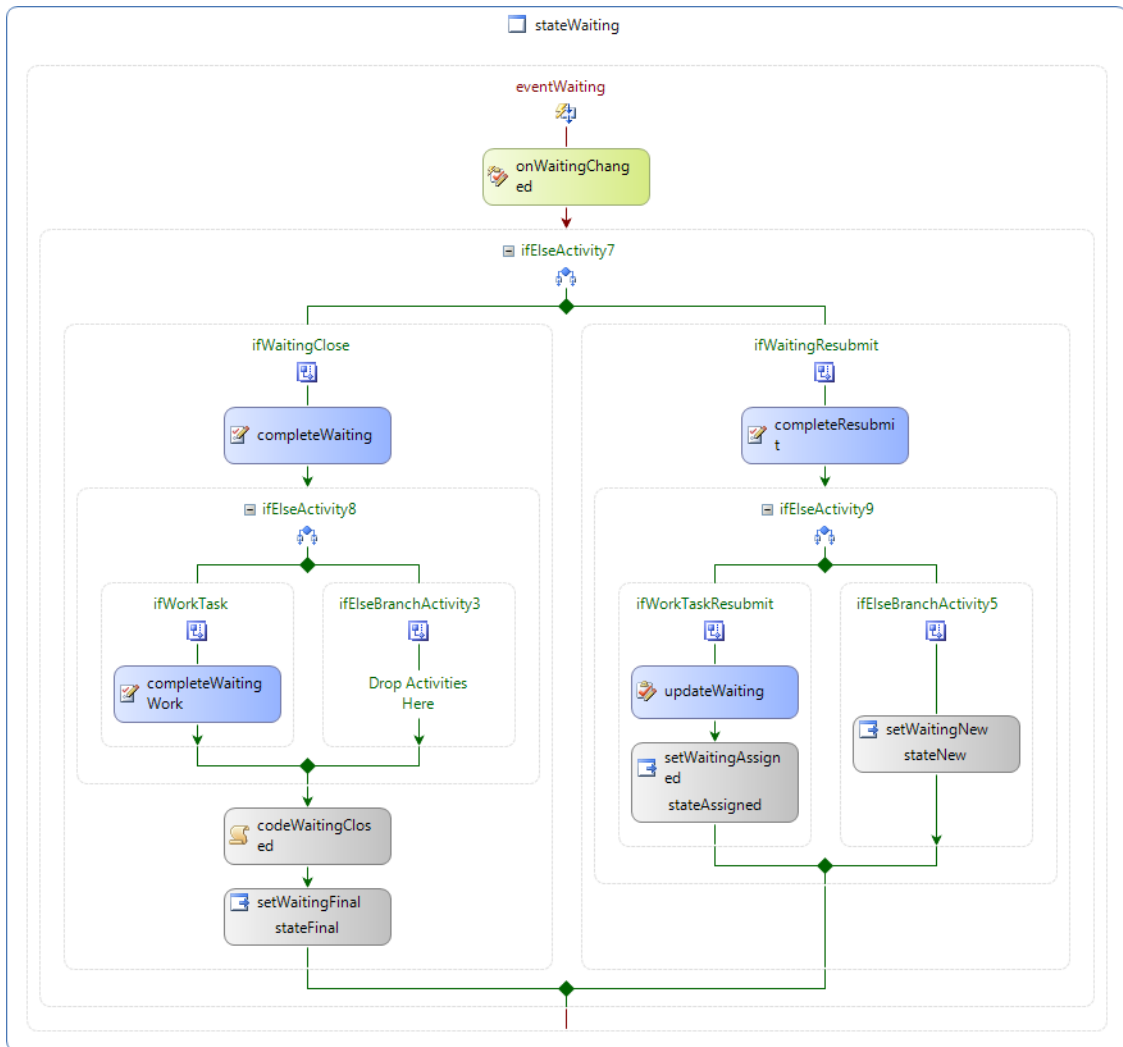 stateWaiting
eventWaiting
onWaitingChang
ed
ifElseActivity7
ifWaitingClose
ifWaitingResubmit
completeWaiting
completeResubmi
t
ifElseActivity8
ifElseActivity9
ifWorkTask
ifElseBranchActivity3
ifWorkTaskResubmit
ifElseBranchActivity5
completeWaiting
Work
Drop Activities
Here
updateWaiting
setWaitingNew
stateNew
setWaitingAssign
ed
stateAssigned
codeWaitingClos
ed
setWaitingFinal
stateFinal